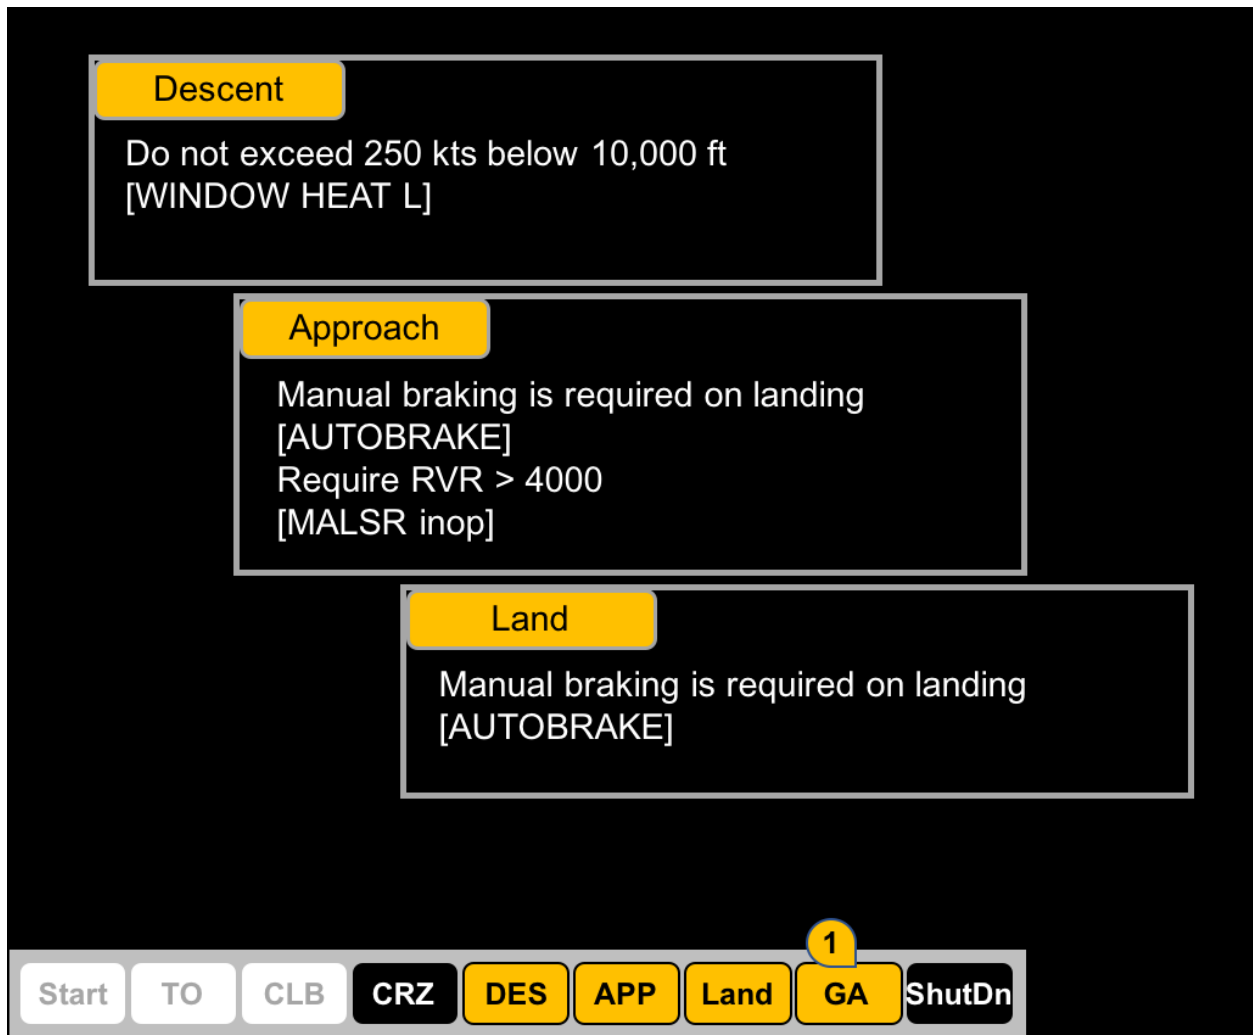 Descent
Do not exceed 250 kts below 10,000 ft
[WINDOW HEAT L]
Approach
Manual braking is required on landing
[AUTOBRAKE]
Require RVR > 4000
[MALSR inop]
Land
Manual braking is required on landing
[AUTOBRAKE]
1
Start TO CLB CRZ DES APP Land GA ShutDn